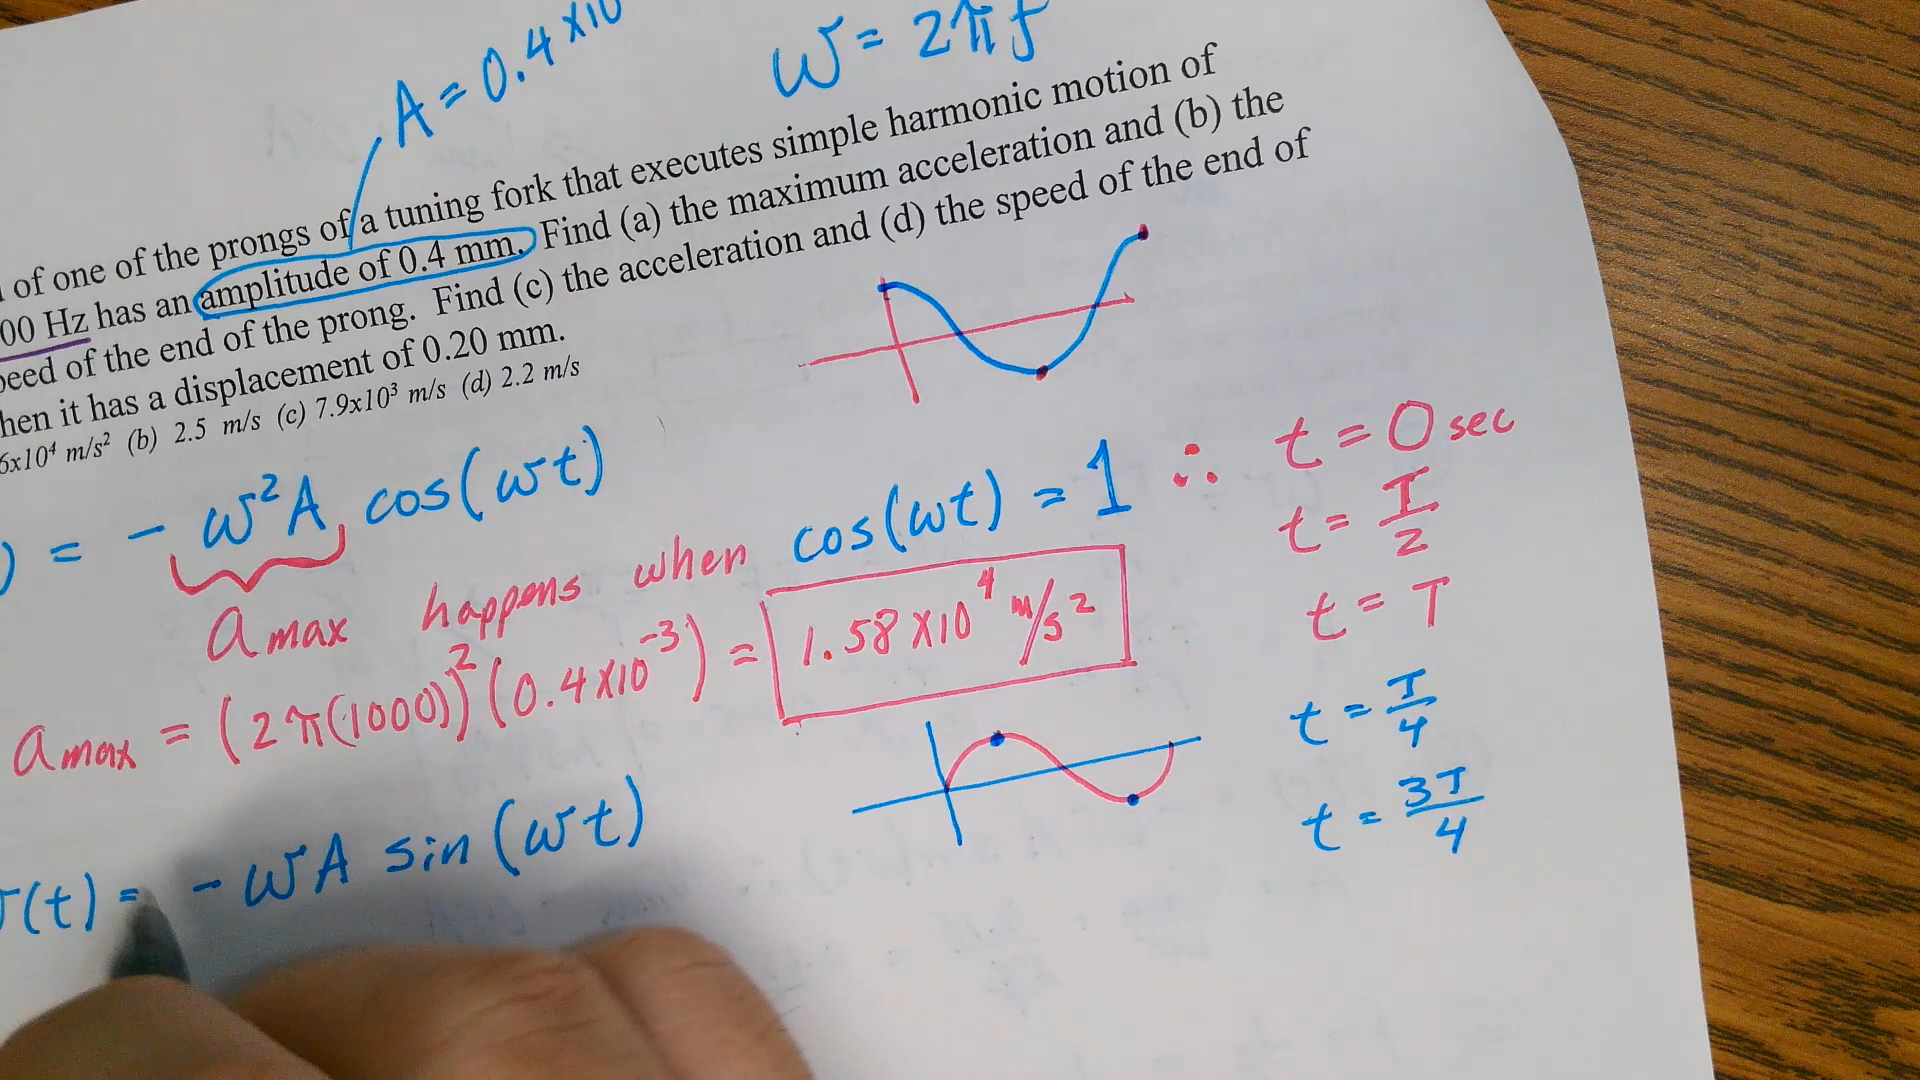 A = 0.4 x10
ω = 2πf
of one of the prongs of a tuning fork that executes simple harmonic motion of
00 Hz has an amplitude of 0.4 mm. Find (a) the maximum acceleration and (b) the
peed of the end of the prong. Find (c) the acceleration and (d) the speed of the end of
hen it has a displacement of 0.20 mm.
6x10⁴ m/s² (b) 2.5 m/s (c) 7.9x10³ m/s (d) 2.2 m/s
) = - ω²A cos(ωt)
a max happens when cos(ωt) = 1 ∴ t = 0 sec
t = T/2
t = T
a max = (2π(1000))² (0.4x10⁻³) = 1.58 x10⁴ m/s²
t = T/4
t = 3T/4
(t) = - ωA sin(ωt)